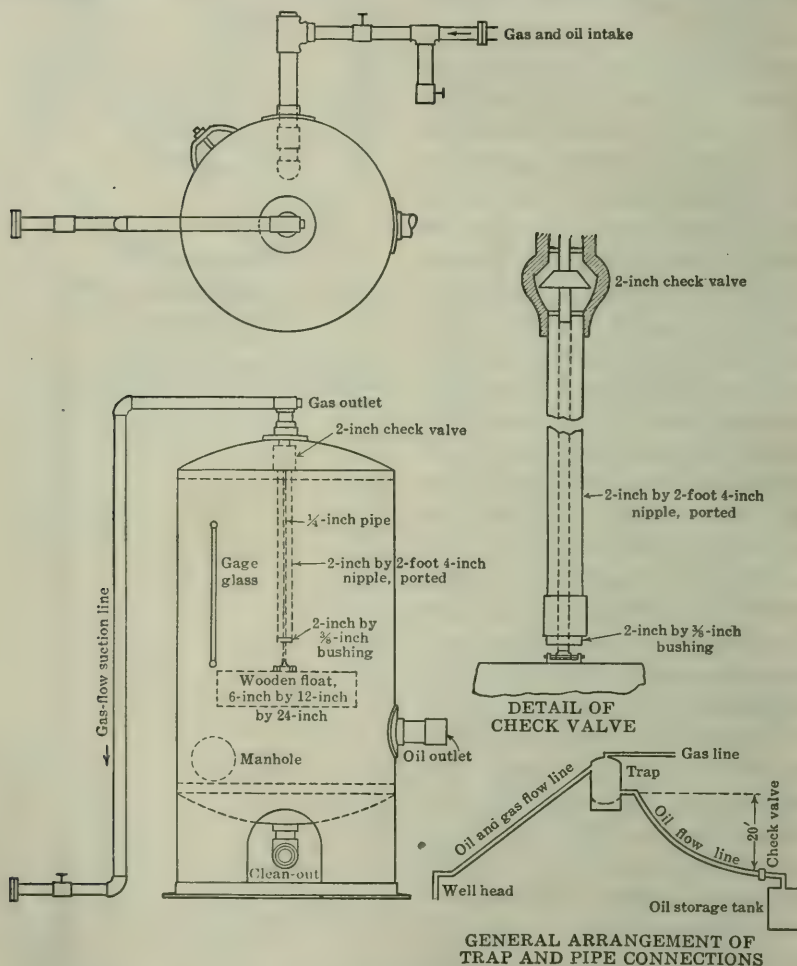 Gas and oil intake
2-inch check valve
Gas outlet
2-inch check valve
¼-inch pipe
2-inch by 2-foot 4-inch
nipple, ported
Gage
glass
2-inch by 2-foot 4-inch
nipple, ported
2-inch by
⅜-inch
bushing
2-inch by ⅜-inch
bushing
Gas-flow suction line
Wooden float,
6-inch by 12-inch
by 24-inch
DETAIL OF
CHECK VALVE
Manhole
Oil outlet
Clean-out
Gas line
Trap
Oil and gas flow line
Oil flow line
20'
Check valve
Well head
Oil storage tank
GENERAL ARRANGEMENT OF
TRAP AND PIPE CONNECTIONS